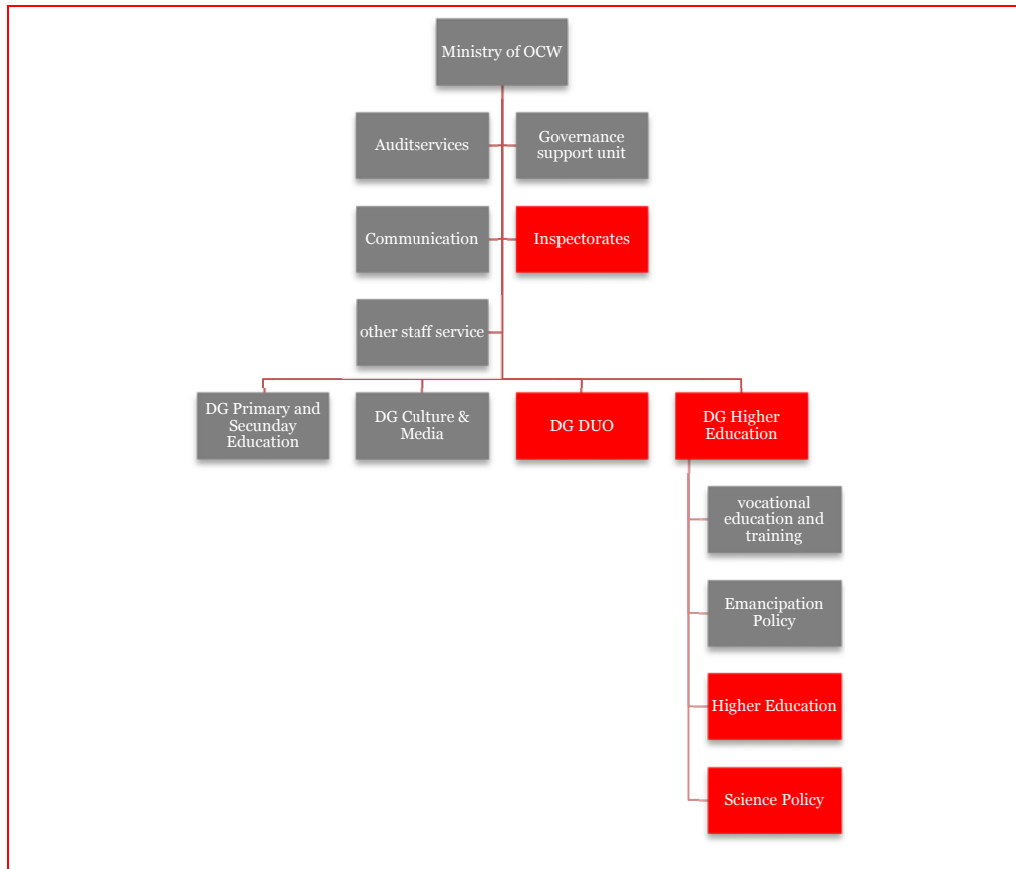 Ministry of OCW
Auditservices
Governance
support unit
Communication
Inspectorates
other staff service
DG Primary and
Secunday
Education
DG Culture &
Media
DG DUO
DG Higher
Education
vocational
education and
training
Emancipation
Policy
Higher Education
Science Policy